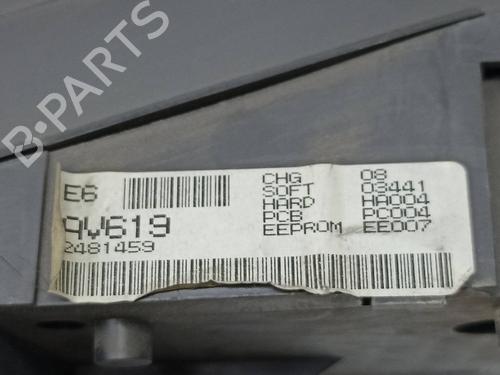 B-PARTS
E6
9V619
2481459
CHG 08
SOFT 03441
HARD HA004
PCB PC004
EEPROM EE007